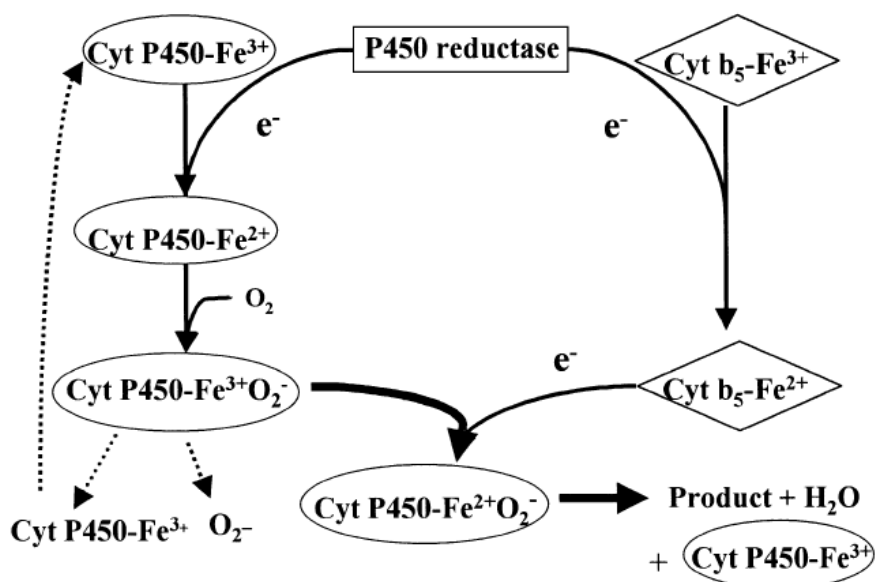 Cyt P450-Fe³⁺
P450 reductase
Cyt b₅-Fe³⁺
e⁻
e⁻
Cyt P450-Fe²⁺
O₂
e⁻
Cyt P450-Fe³⁺O₂⁻
Cyt b₅-Fe²⁺
Cyt P450-Fe²⁺O₂⁻
Product + H₂O
Cyt P450-Fe³⁺
O₂₋
+ Cyt P450-Fe³⁺